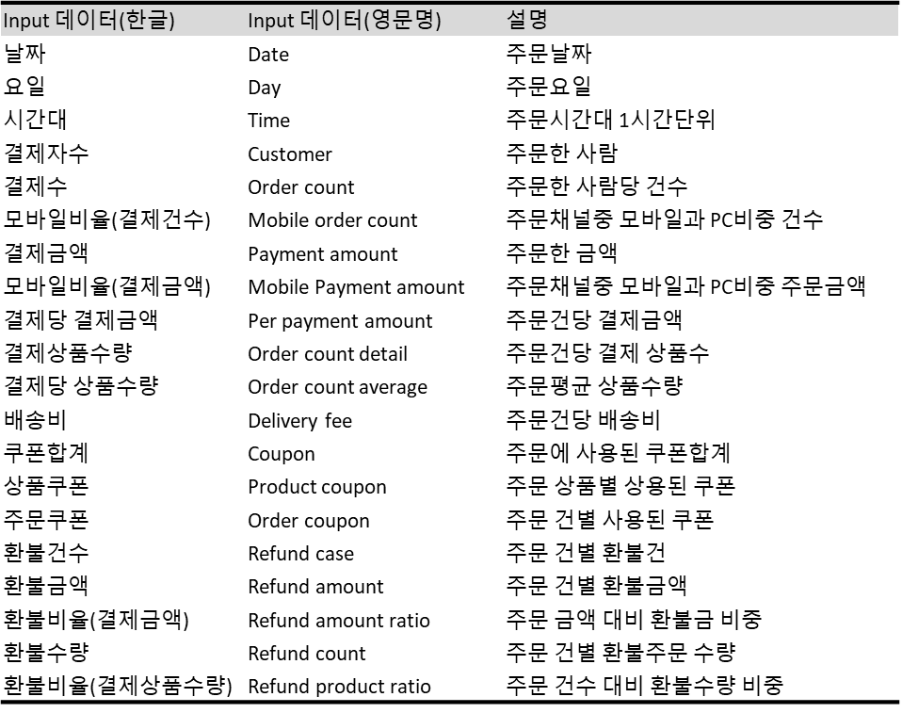 Input 데이터(한글) Input 데이터(영문명) 설명
날짜 Date 주문날짜
요일 Day 주문요일
시간대 Time 주문시간대 1시간단위
결제자수 Customer 주문한 사람
결제수 Order count 주문한 사람당 건수
모바일비율(결제건수) Mobile order count 주문채널중 모바일과 PC비중 건수
결제금액 Payment amount 주문한 금액
모바일비율(결제금액) Mobile Payment amount 주문채널중 모바일과 PC비중 주문금액
결제당 결제금액 Per payment amount 주문건당 결제금액
결제상품수량 Order count detail 주문건당 결제 상품수
결제당 상품수량 Order count average 주문평균 상품수량
배송비 Delivery fee 주문건당 배송비
쿠폰합계 Coupon 주문에 사용된 쿠폰합계
상품쿠폰 Product coupon 주문 상품별 상용된 쿠폰
주문쿠폰 Order coupon 주문 건별 사용된 쿠폰
환불건수 Refund case 주문 건별 환불건
환불금액 Refund amount 주문 건별 환불금액
환불비율(결제금액) Refund amount ratio 주문 금액 대비 환불금 비중
환불수량 Refund count 주문 건별 환불주문 수량
환불비율(결제상품수량) Refund product ratio 주문 건수 대비 환불수량 비중